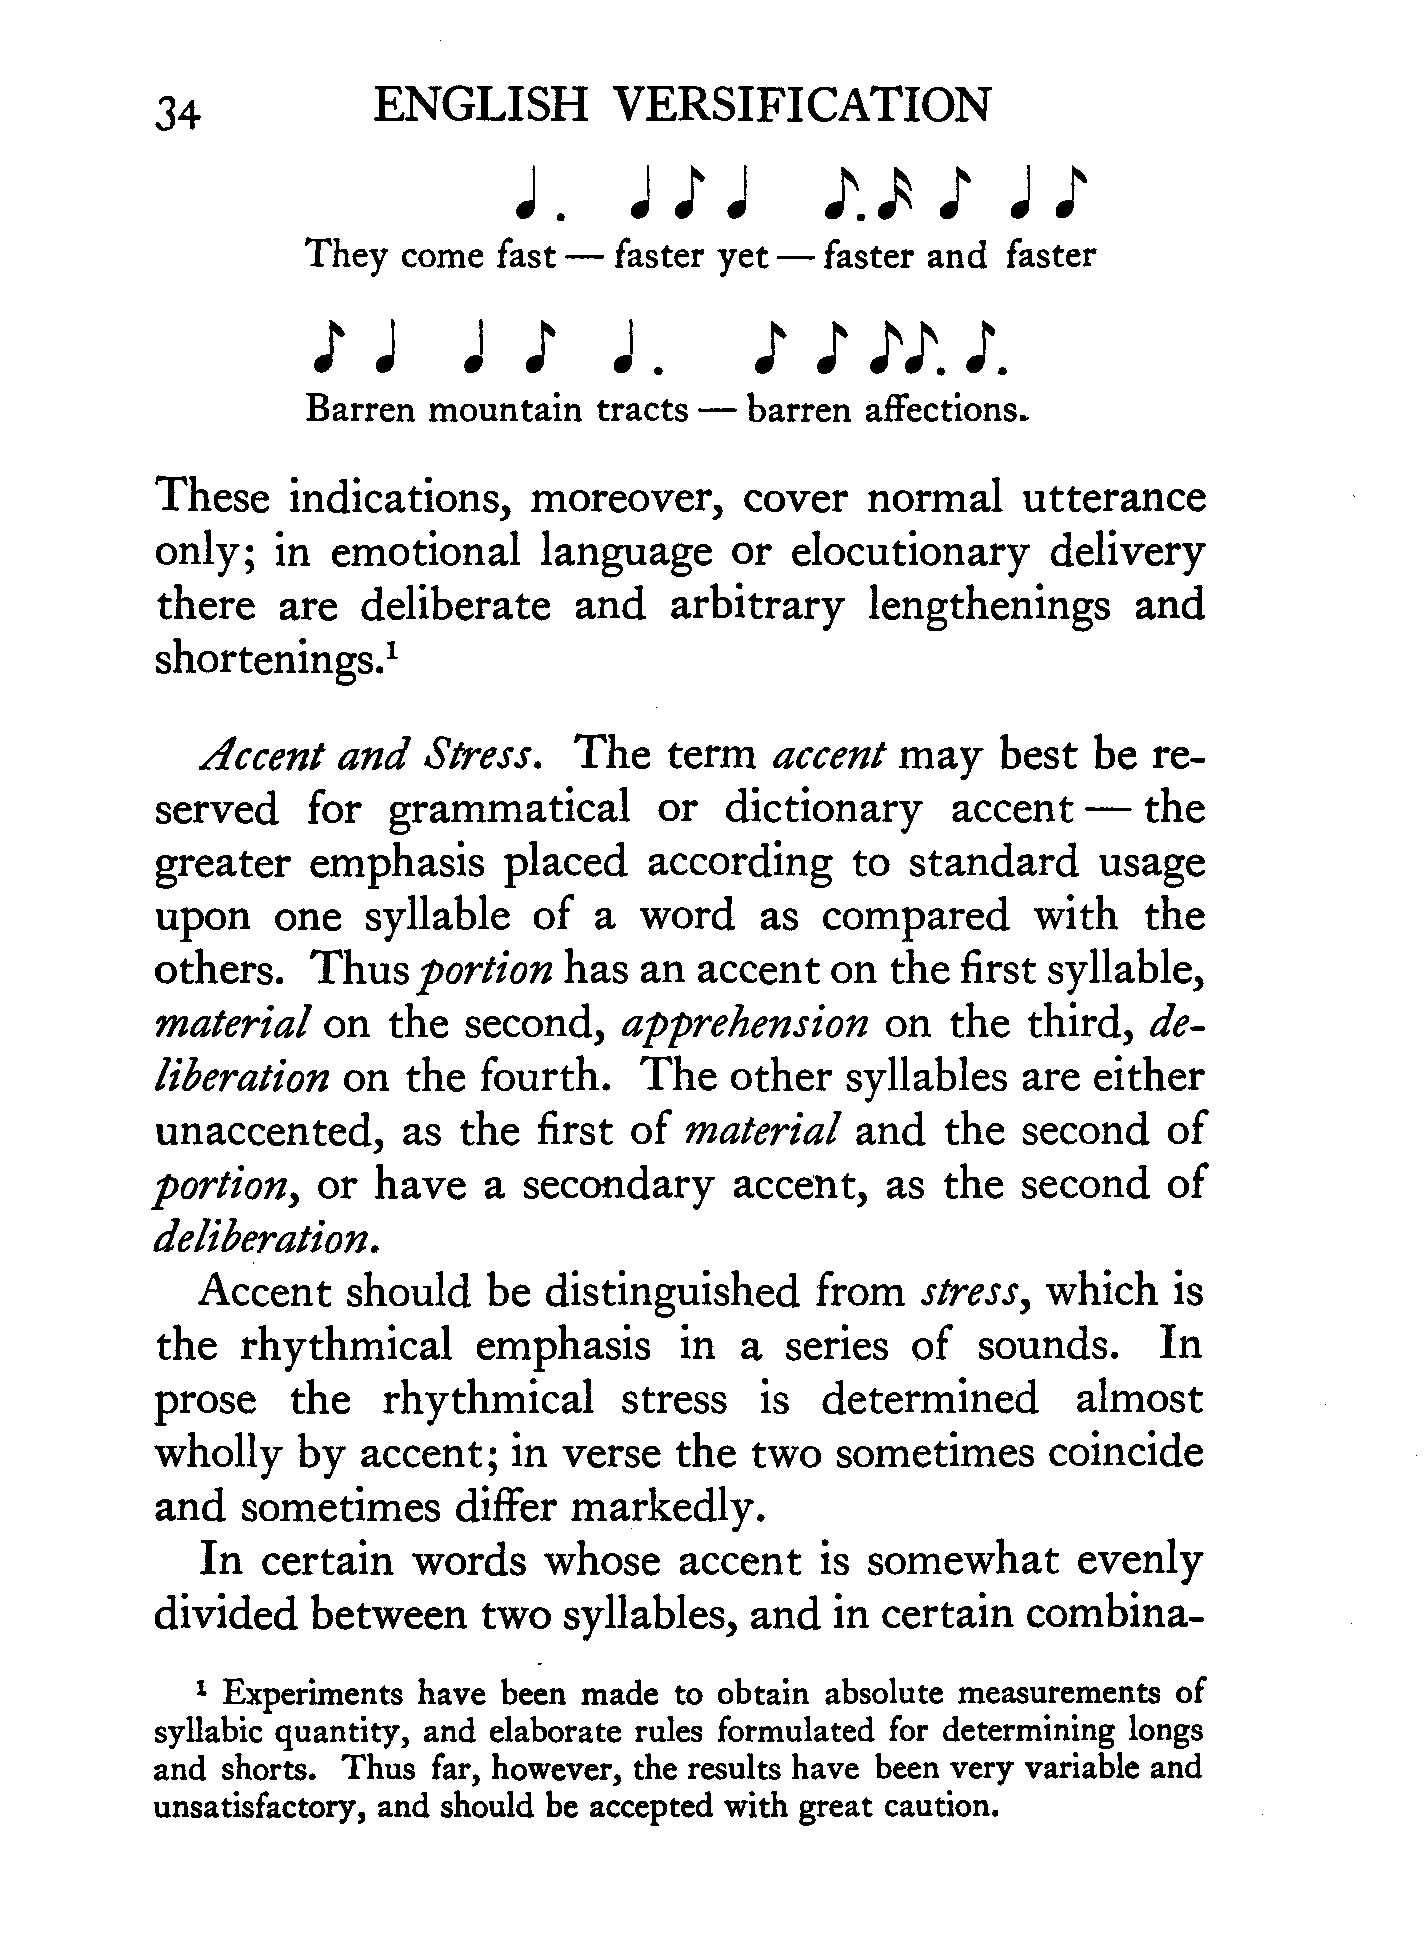 34 ENGLISH VERSIFICATION
They come fast — faster yet — faster and faster
Barren mountain tracts — barren affections.
These indications, moreover, cover normal utterance
only; in emotional language or elocutionary delivery
there are deliberate and arbitrary lengthenings and
shortenings.¹
Accent and Stress. The term accent may best be re-
served for grammatical or dictionary accent — the
greater emphasis placed according to standard usage
upon one syllable of a word as compared with the
others. Thus portion has an accent on the first syllable,
material on the second, apprehension on the third, de-
liberation on the fourth. The other syllables are either
unaccented, as the first of material and the second of
portion, or have a secondary accent, as the second of
deliberation.
Accent should be distinguished from stress, which is
the rhythmical emphasis in a series of sounds. In
prose the rhythmical stress is determined almost
wholly by accent; in verse the two sometimes coincide
and sometimes differ markedly.
In certain words whose accent is somewhat evenly
divided between two syllables, and in certain combina-
¹ Experiments have been made to obtain absolute measurements of
syllabic quantity, and elaborate rules formulated for determining longs
and shorts. Thus far, however, the results have been very variable and
unsatisfactory, and should be accepted with great caution.